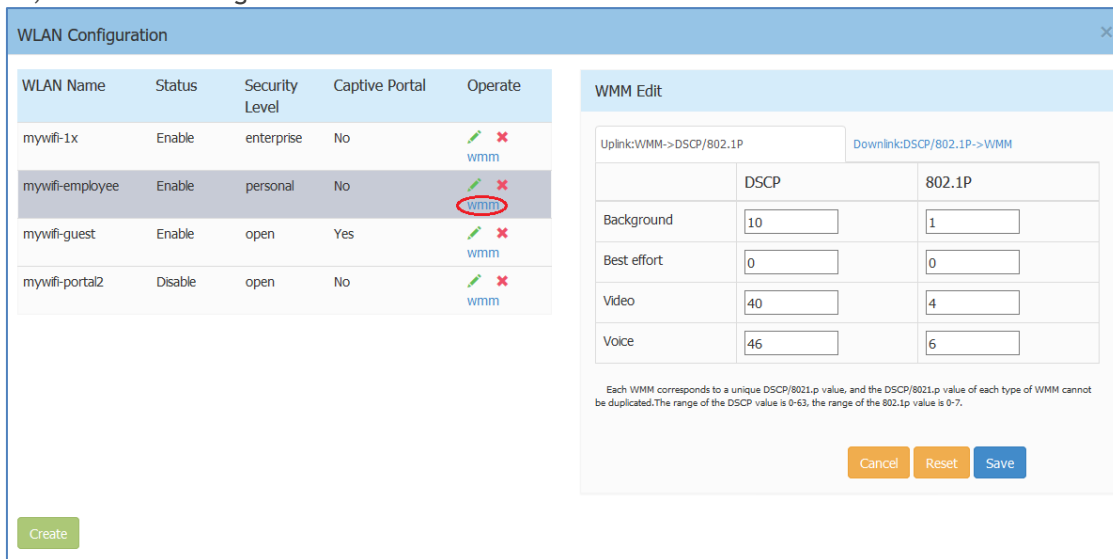 WLAN Configuration
×
WLAN Name Status Security Level Captive Portal Operate
mywifi-1x Enable enterprise No
wmm
mywifi-employee Enable personal No
wmm
mywifi-guest Enable open Yes
wmm
mywifi-portal2 Disable open No
wmm
Create
WMM Edit
Uplink:WMM->DSCP/802.1P Downlink:DSCP/802.1P->WMM
DSCP 802.1P
Background 10 1
Best effort 0 0
Video 40 4
Voice 46 6
Each WMM corresponds to a unique DSCP/8021.p value, and the DSCP/8021.p value of each type of WMM cannot
be duplicated.The range of the DSCP value is 0-63, the range of the 802.1p value is 0-7.
Cancel Reset Save